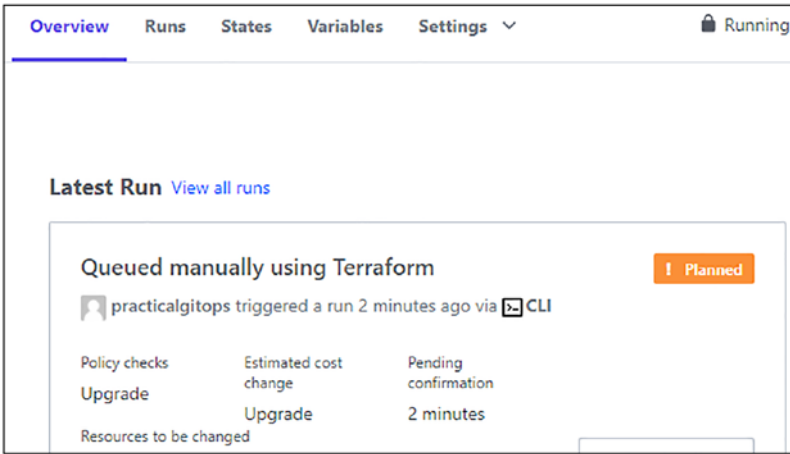 Overview Runs States Variables Settings Running
Latest Run View all runs
Queued manually using Terraform ! Planned
practicalgitops triggered a run 2 minutes ago via CLI
Policy checks
Upgrade
Estimated cost
change
Upgrade
Pending
confirmation
2 minutes
Resources to be changed